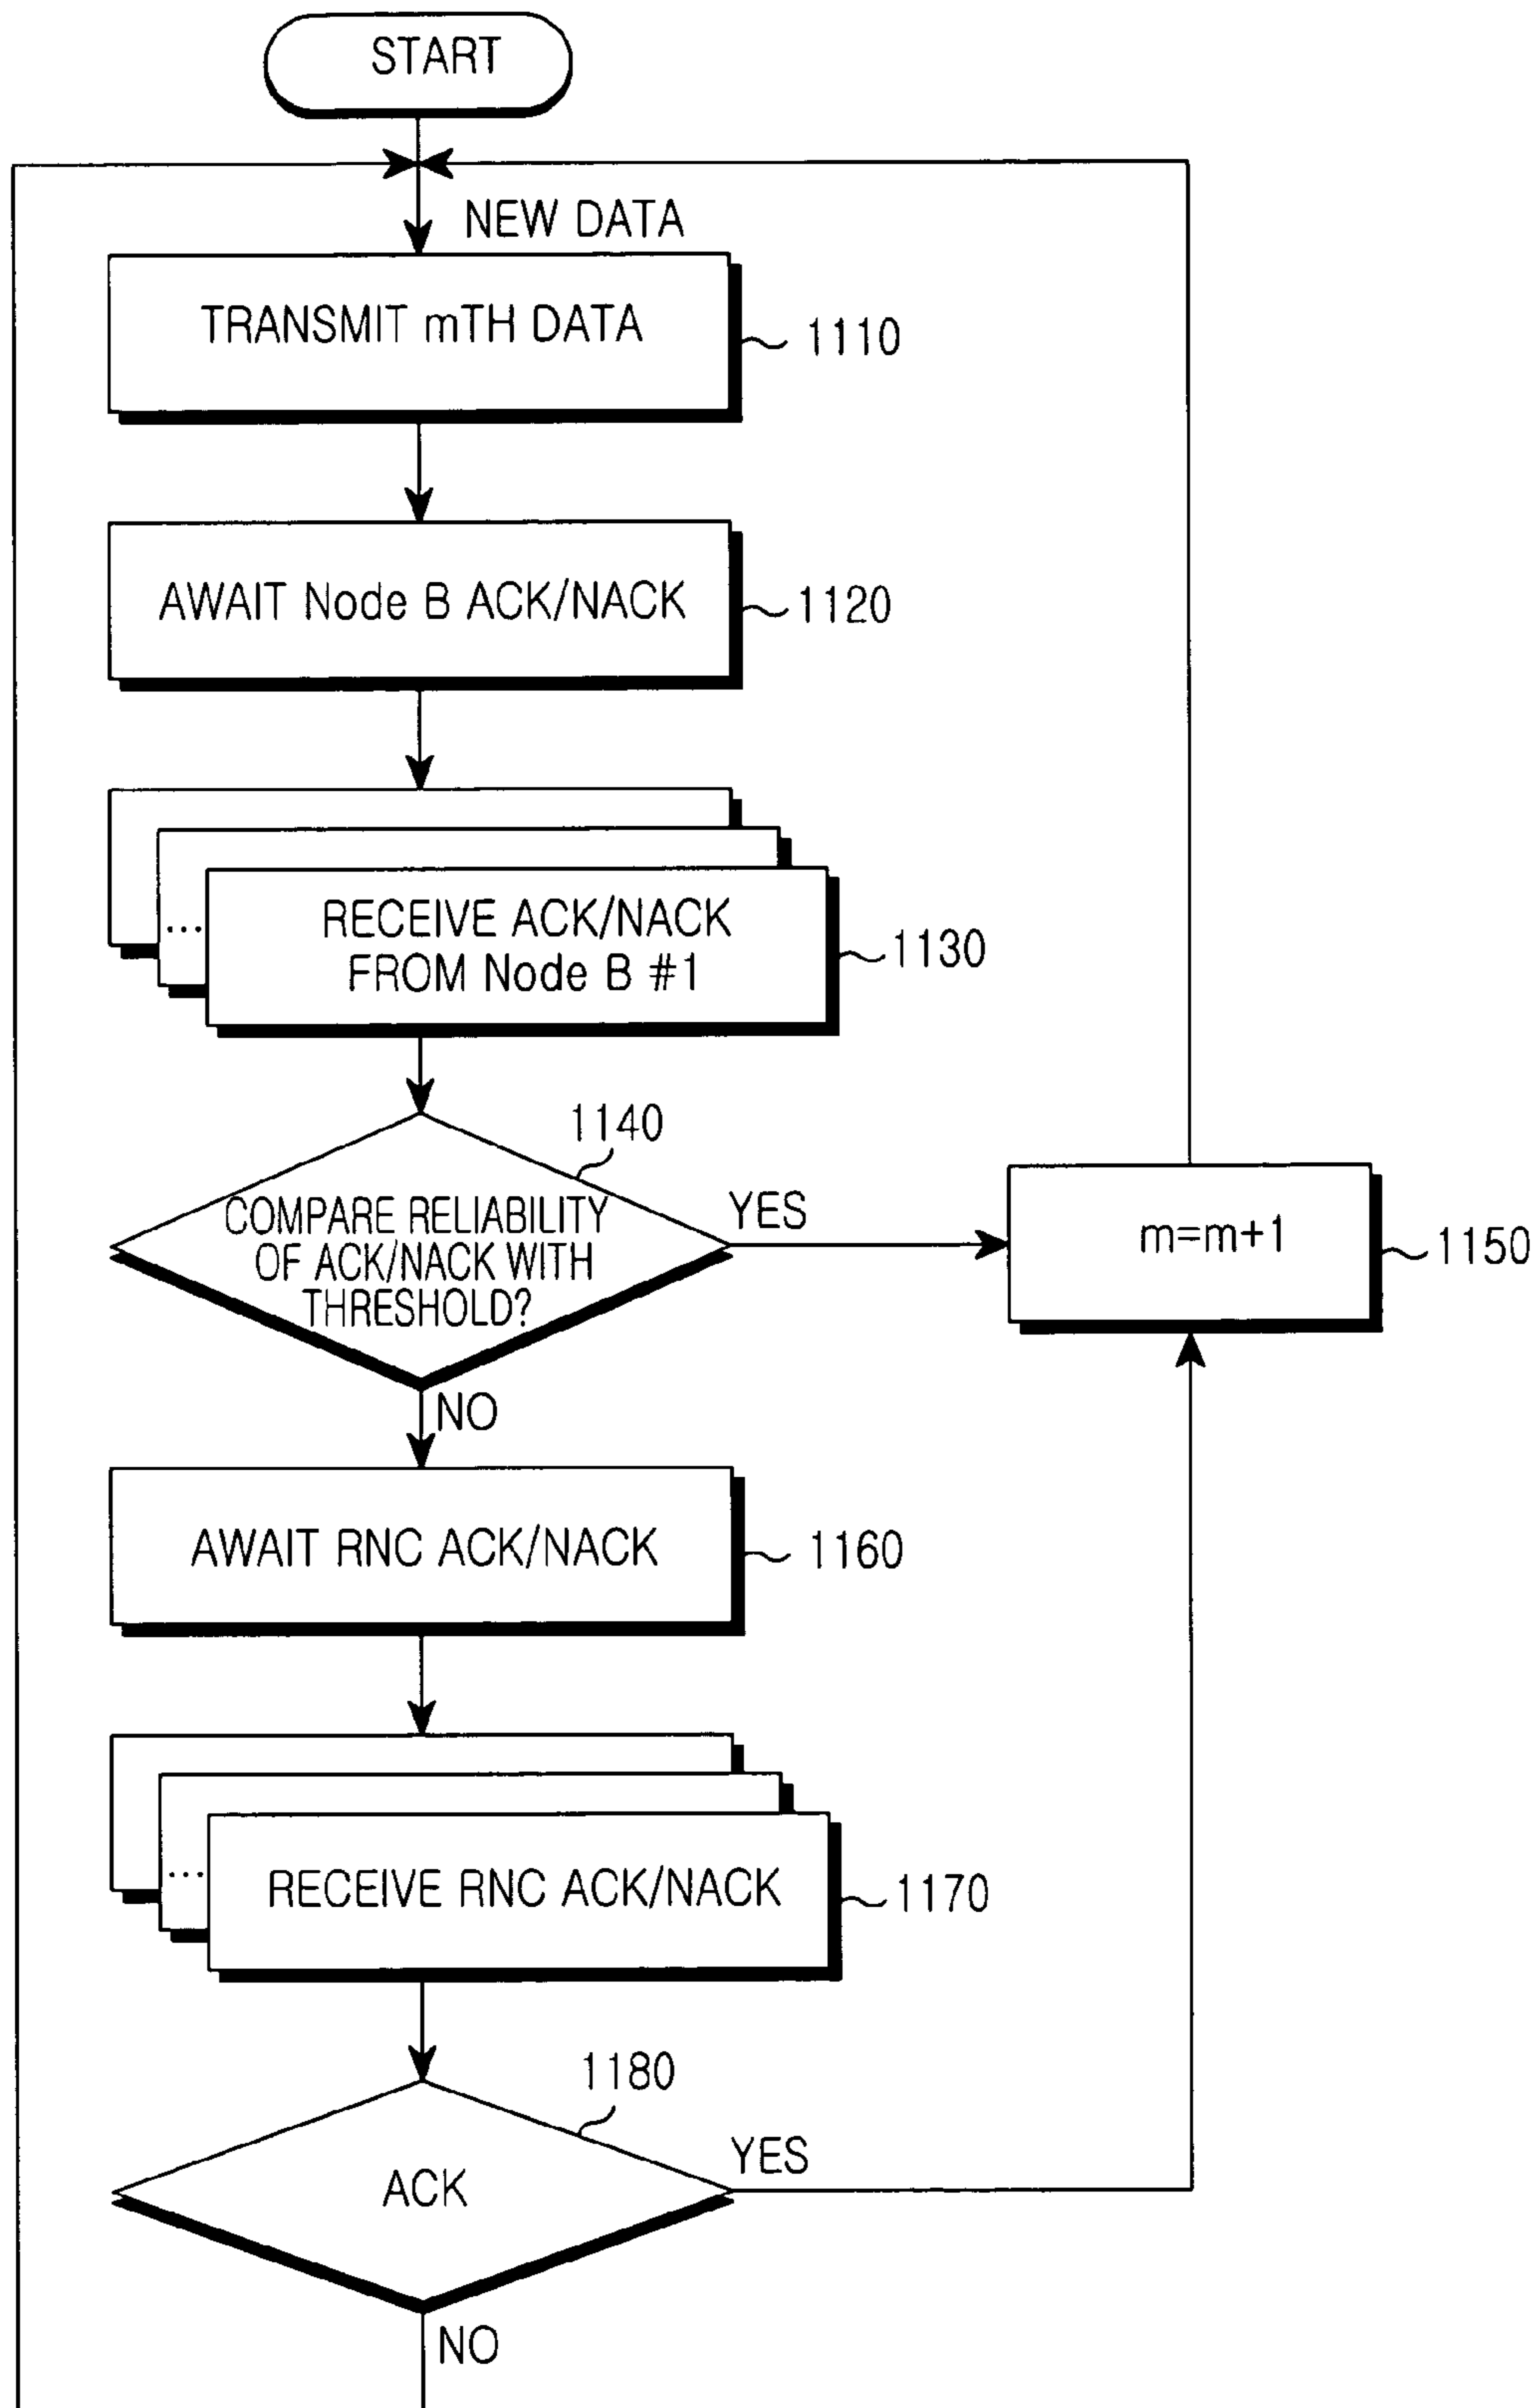 START
NEW DATA
TRANSMIT mTH DATA
1110
AWAIT Node B ACK/NACK
1120
...
RECEIVE ACK/NACK
FROM Node B #1
1130
1140
COMPARE RELIABILITY
OF ACK/NACK WITH
THRESHOLD?
YES
m=m+1
1150
NO
AWAIT RNC ACK/NACK
1160
...
RECEIVE RNC ACK/NACK
1170
1180
ACK
YES
NO